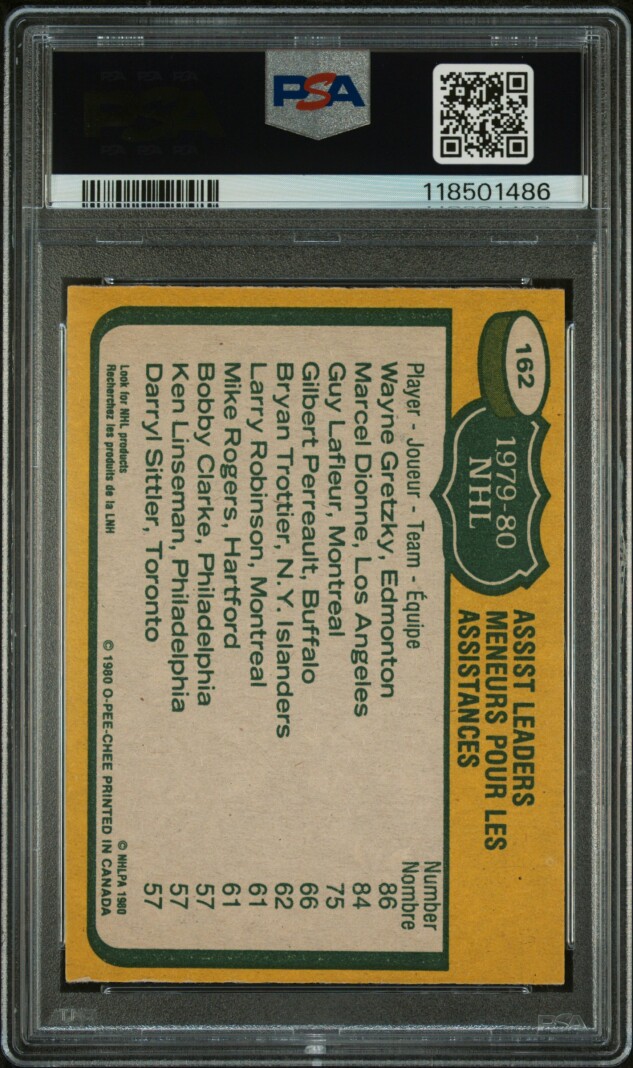 PSA
118501486
162
1979-80
NHL
ASSIST LEADERS
MENEURS POUR LES
ASSISTANCES
Player - Joueur - Team - Équipe Number
Nombre
Wayne Gretzky, Edmonton 86
Marcel Dionne, Los Angeles 84
Guy Lafleur, Montreal 75
Gilbert Perreault, Buffalo 66
Bryan Trottier, N.Y. Islanders 62
Larry Robinson, Montreal 61
Mike Rogers, Hartford 61
Bobby Clarke, Philadelphia 57
Ken Linseman, Philadelphia 57
Darryl Sittler, Toronto 57
Look for NHL products
Recherchez les produits de la LNH
© NHLPA 1980
© 1980 O-PEE-CHEE PRINTED IN CANADA
PSA